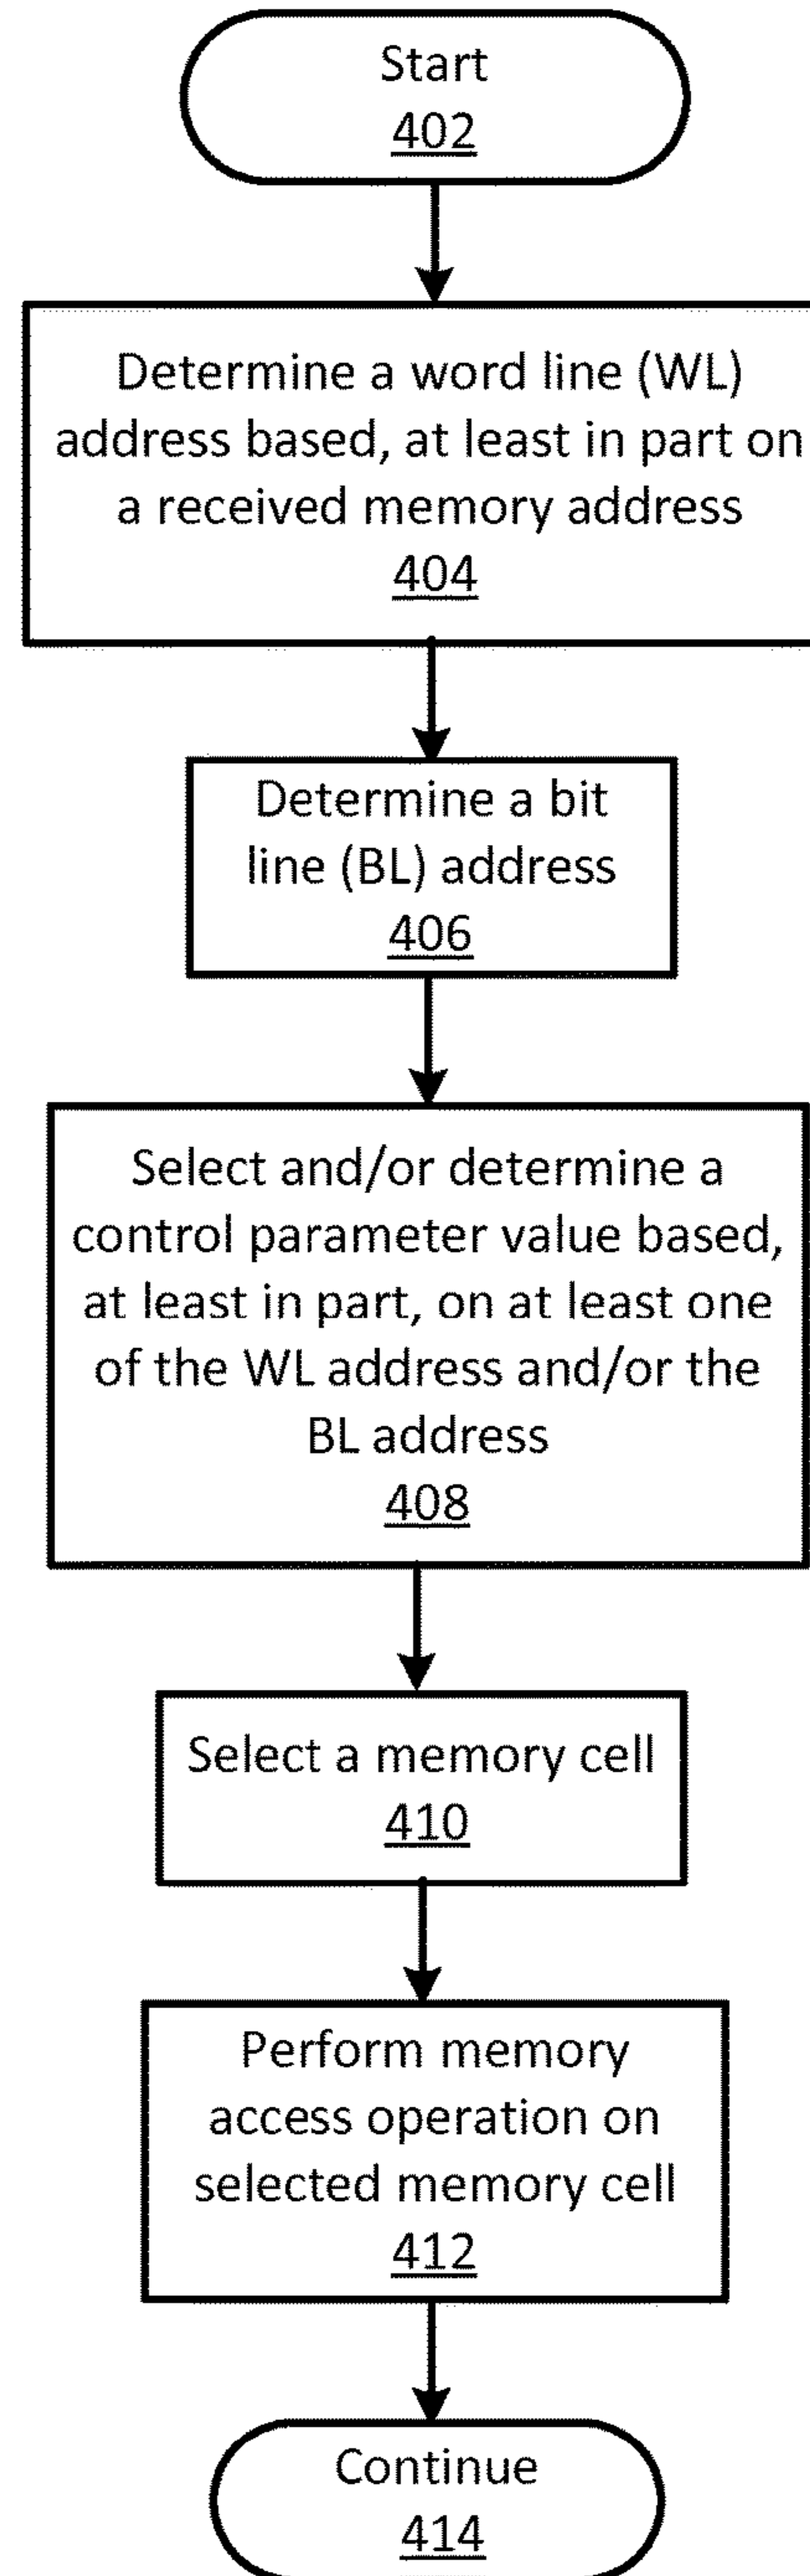 Start
402
Determine a word line (WL)
address based, at least in part on
a received memory address
404
Determine a bit
line (BL) address
406
Select and/or determine a
control parameter value based,
at least in part, on at least one
of the WL address and/or the
BL address
408
Select a memory cell
410
Perform memory
access operation on
selected memory cell
412
Continue
414